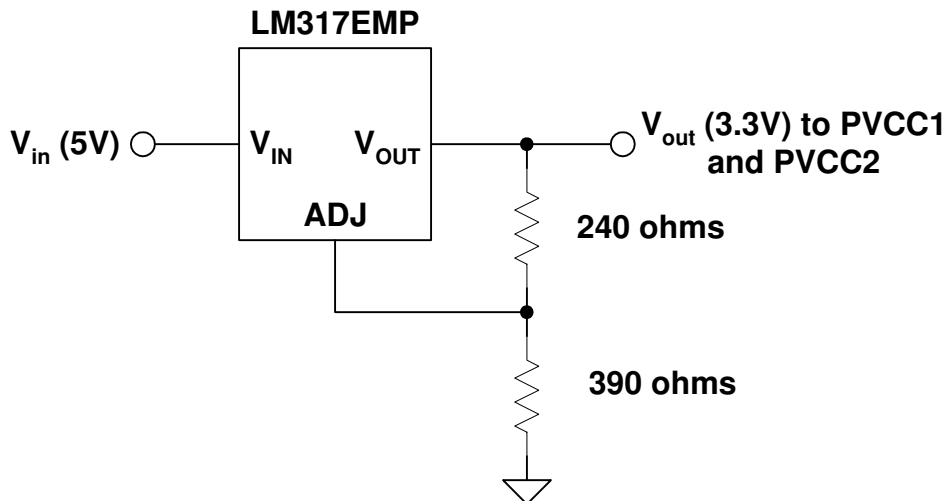 LM317EMP
V_in (5V)
V_IN
V_OUT
V_out (3.3V) to PVCC1
and PVCC2
ADJ
240 ohms
390 ohms